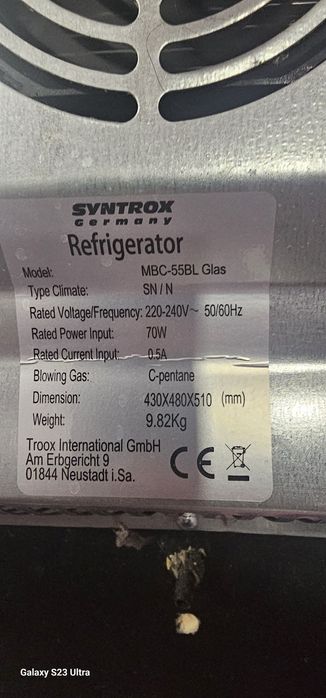 SYNTROX
Germany
Refrigerator
Model: MBC-55BL Glas
Type Climate: SN / N
Rated Voltage/Frequency: 220-240V~ 50/60Hz
Rated Power Input: 70W
Rated Current Input: 0.5A
Blowing Gas: C-pentane
Dimension: 430X480X510 (mm)
Weight: 9.82Kg
Troox International GmbH
Am Erbgericht 9
01844 Neustadt i.Sa.
CE
Galaxy S23 Ultra